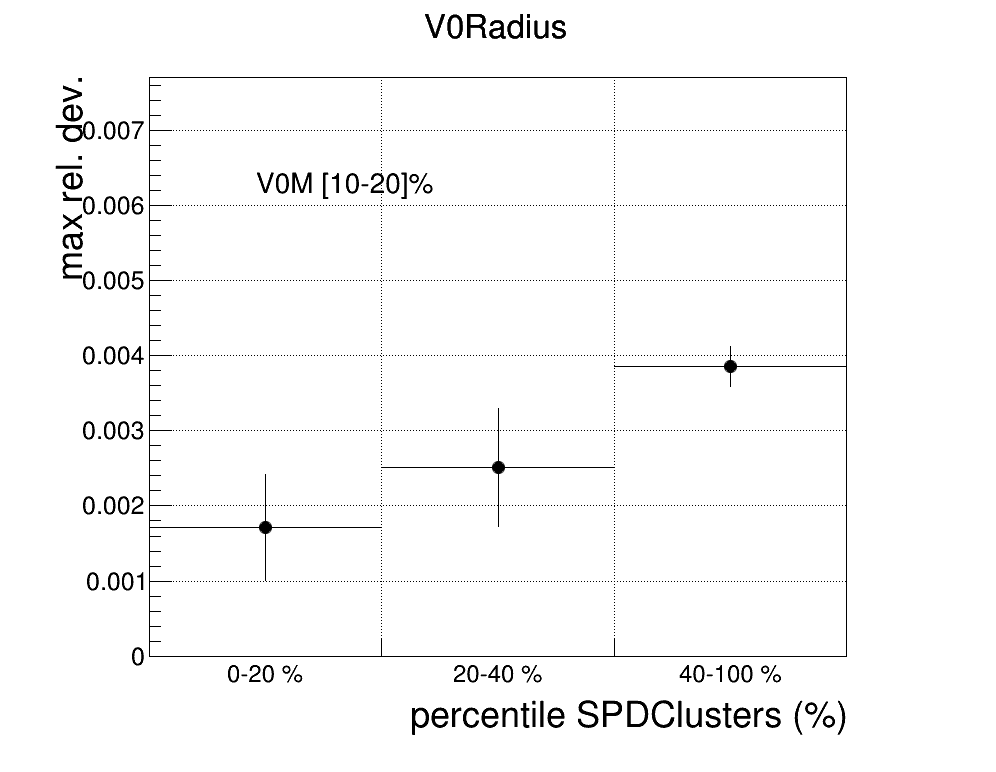 V0Radius
max rel. dev.
0.007
V0M [10-20]%
0.006
0.005
0.004
0.003
0.002
0.001
0
0-20 % 20-40 % 40-100 %
percentile SPDClusters (%)